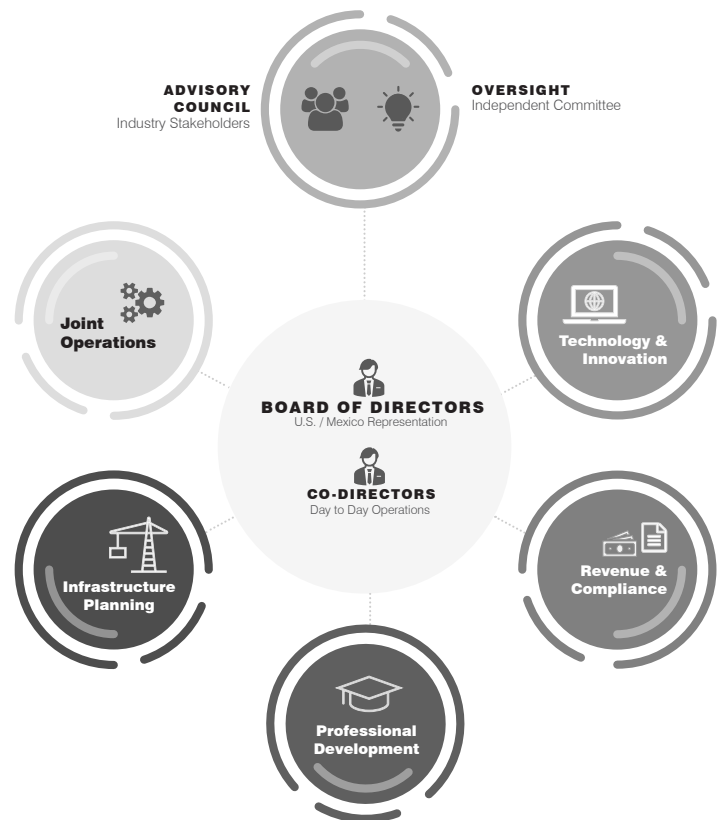 ADVISORY
COUNCIL
Industry Stakeholders
OVERSIGHT
Independent Committee
Joint
Operations
Technology &
Innovation
BOARD OF DIRECTORS
U.S. / Mexico Representation
CO-DIRECTORS
Day to Day Operations
Infrastructure
Planning
Revenue &
Compliance
Professional
Development